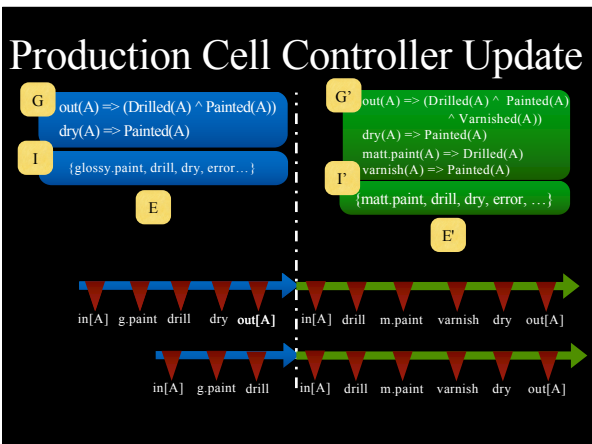 Production Cell Controller Update
G
out(A) => (Drilled(A) ^ Painted(A))
dry(A) => Painted(A)
I
{glossy.paint, drill, dry, error…}
E
G’
out(A) => (Drilled(A) ^ Painted(A)
^ Varnished(A))
dry(A) => Painted(A)
matt.paint(A) => Drilled(A)
varnish(A) => Painted(A)
I’
{matt.paint, drill, dry, error, …}
E'
in[A] g.paint drill dry out[A] in[A] drill m.paint varnish dry out[A]
in[A] g.paint drill in[A] drill m.paint varnish dry out[A]